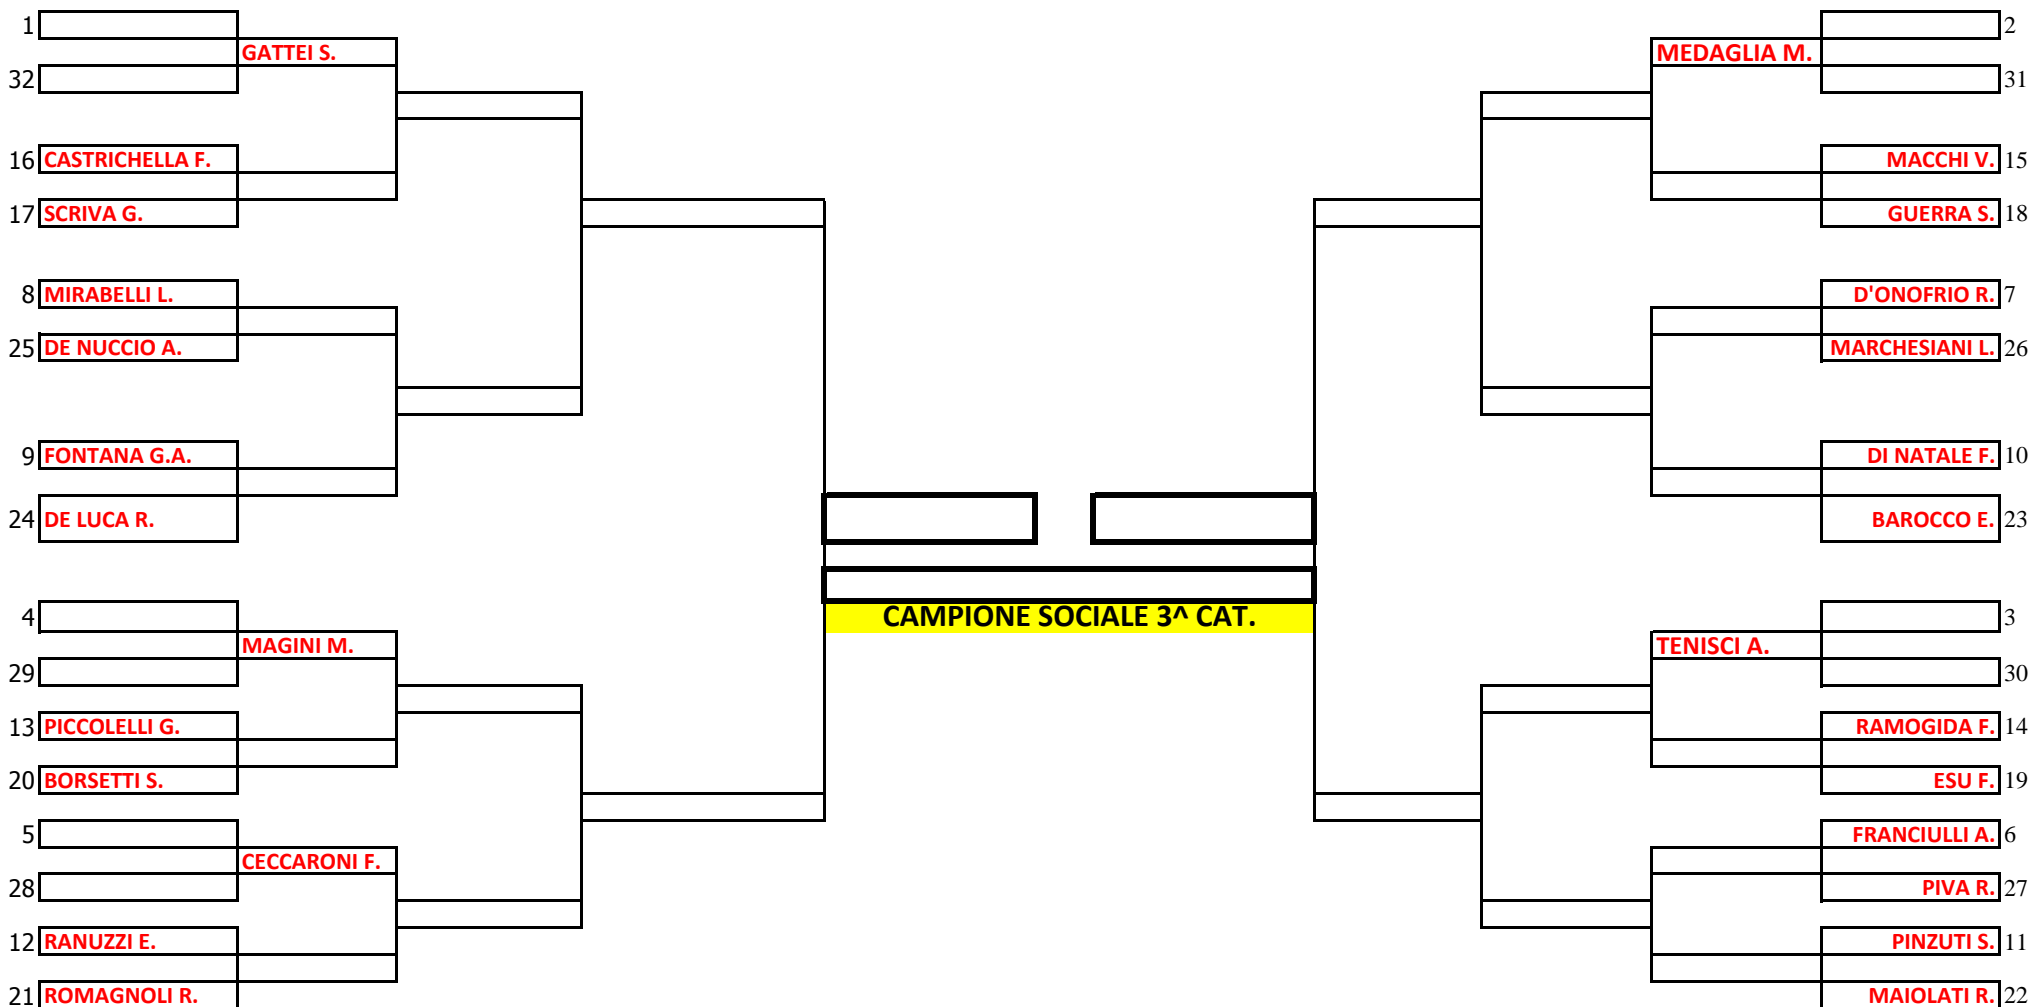 1
GATTEI S.
32
16 CASTRICHELLA F.
17 SCRIVA G.
8 MIRABELLI L.
25 DE NUCCIO A.
9 FONTANA G.A.
24 DE LUCA R.
4
MAGINI M.
29
13 PICCOLELLI G.
20 BORSETTI S.
5
CECCARONI F.
28
12 RANUZZI E.
21 ROMAGNOLI R.
CAMPIONE SOCIALE 3^ CAT.
2
MEDAGLIA M.
31
MACCHI V. 15
GUERRA S. 18
D'ONOFRIO R. 7
MARCHESIANI L. 26
DI NATALE F. 10
BAROCCO E. 23
3
TENISCI A.
30
RAMOGIDA F. 14
ESU F. 19
FRANCIULLI A. 6
PIVA R. 27
PINZUTI S. 11
MAIOLATI R. 22